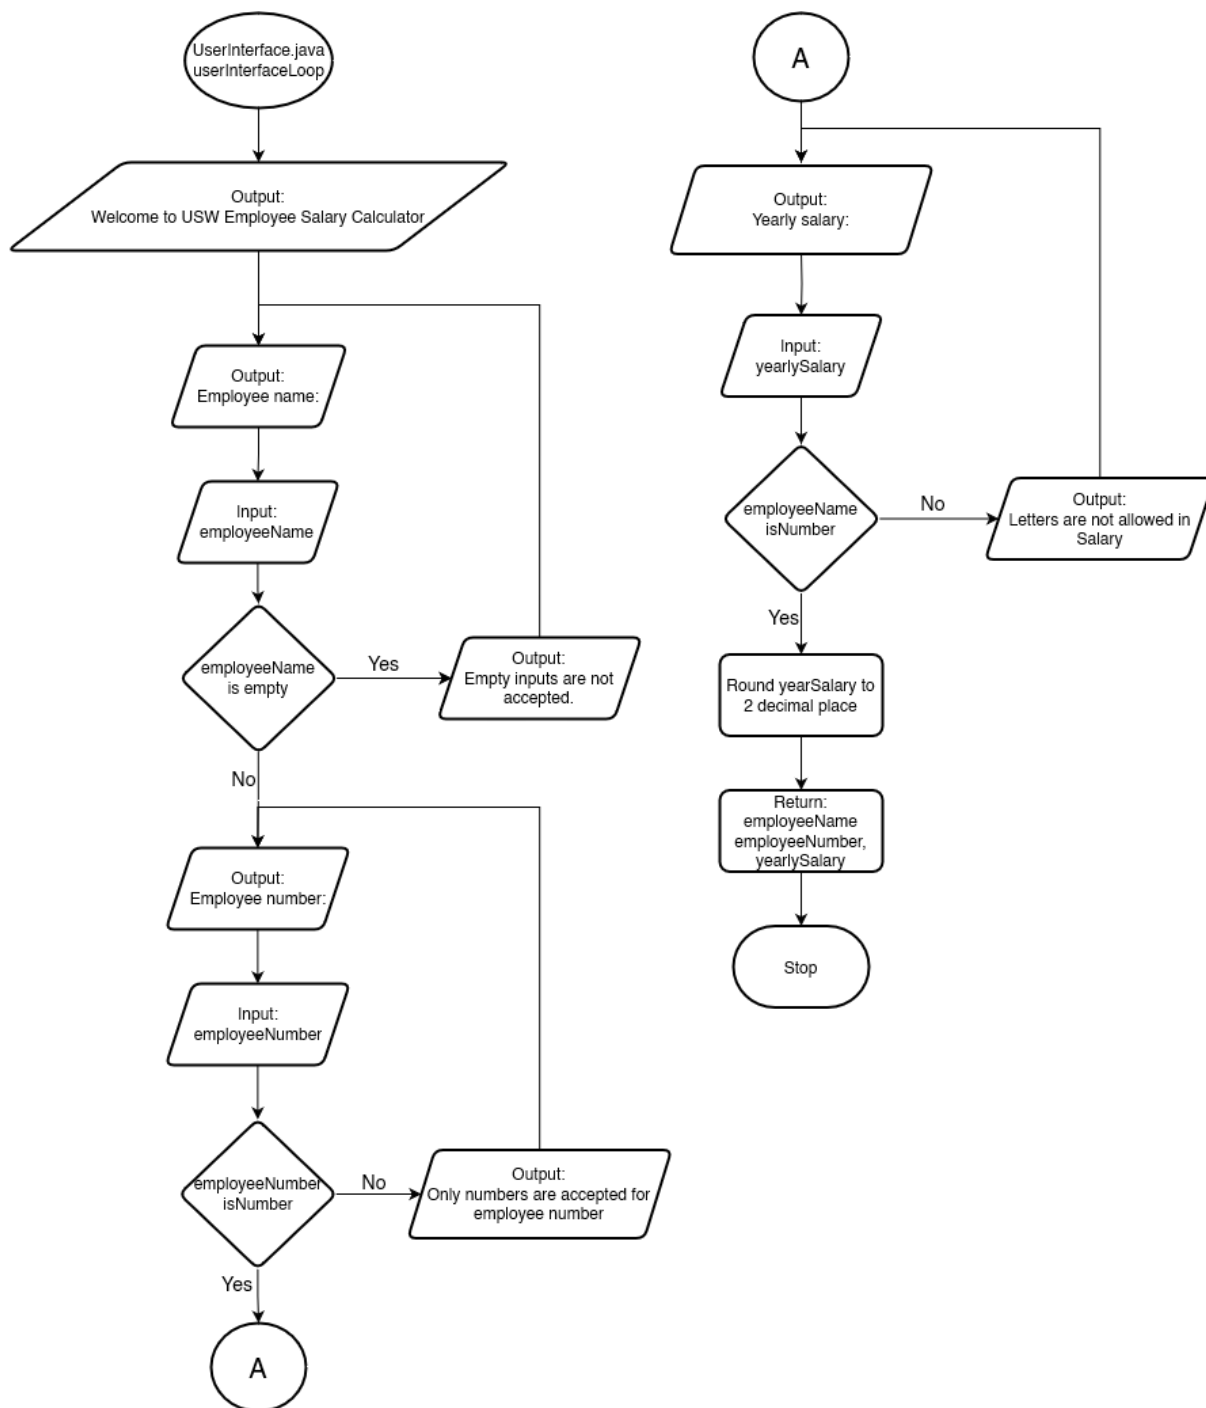 UserInterface.java
userInterfaceLoop
Output:
Welcome to USW Employee Salary Calculator
Output:
Employee name:
Input:
employeeName
employeeName
is empty
Yes
Output:
Empty inputs are not
accepted.
No
Output:
Employee number:
Input:
employeeNumber
employeeNumber
isNumber
No
Output:
Only numbers are accepted for
employee number
Yes
A
A
Output:
Yearly salary:
Input:
yearlySalary
employeeName
isNumber
No
Output:
Letters are not allowed in
Salary
Yes
Round yearSalary to
2 decimal place
Return:
employeeName
employeeNumber,
yearlySalary
Stop